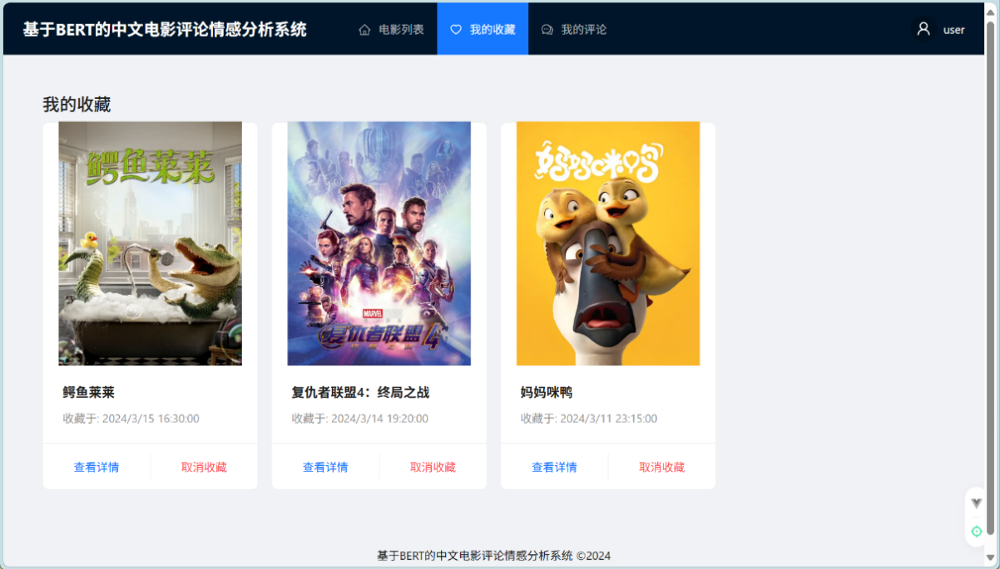 基于BERT的中文电影评论情感分析系统
电影列表
我的收藏
我的评论
user
我的收藏
鳄鱼莱莱
MARVEL
复仇者联盟4
妈妈咪鸭
鳄鱼莱莱
收藏于: 2024/3/15 16:30:00
查看详情
取消收藏
复仇者联盟4：终局之战
收藏于: 2024/3/14 19:20:00
查看详情
取消收藏
妈妈咪鸭
收藏于: 2024/3/11 23:15:00
查看详情
取消收藏
基于BERT的中文电影评论情感分析系统 ©2024